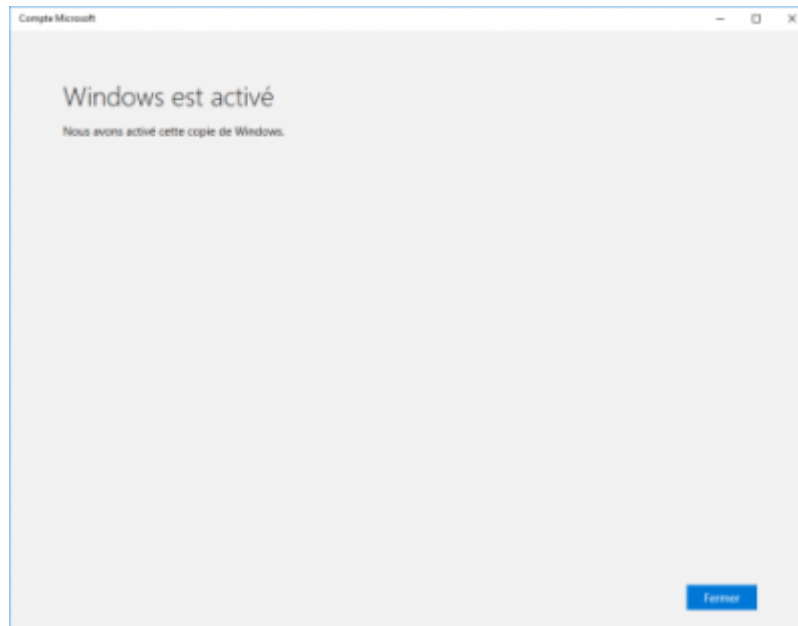 Compte Microsoft
Windows est activé
Nous avons activé cette copie de Windows.
Fermer